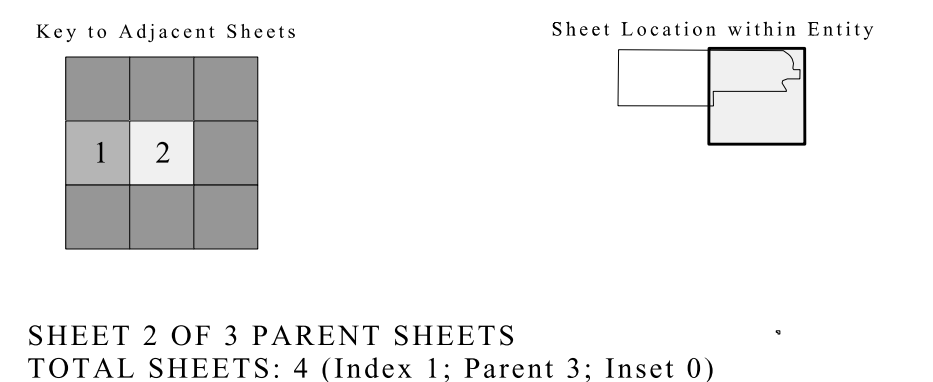 Key to Adjacent Sheets
Sheet Location within Entity
1 2
SHEET 2 OF 3 PARENT SHEETS
TOTAL SHEETS: 4 (Index 1; Parent 3; Inset 0)